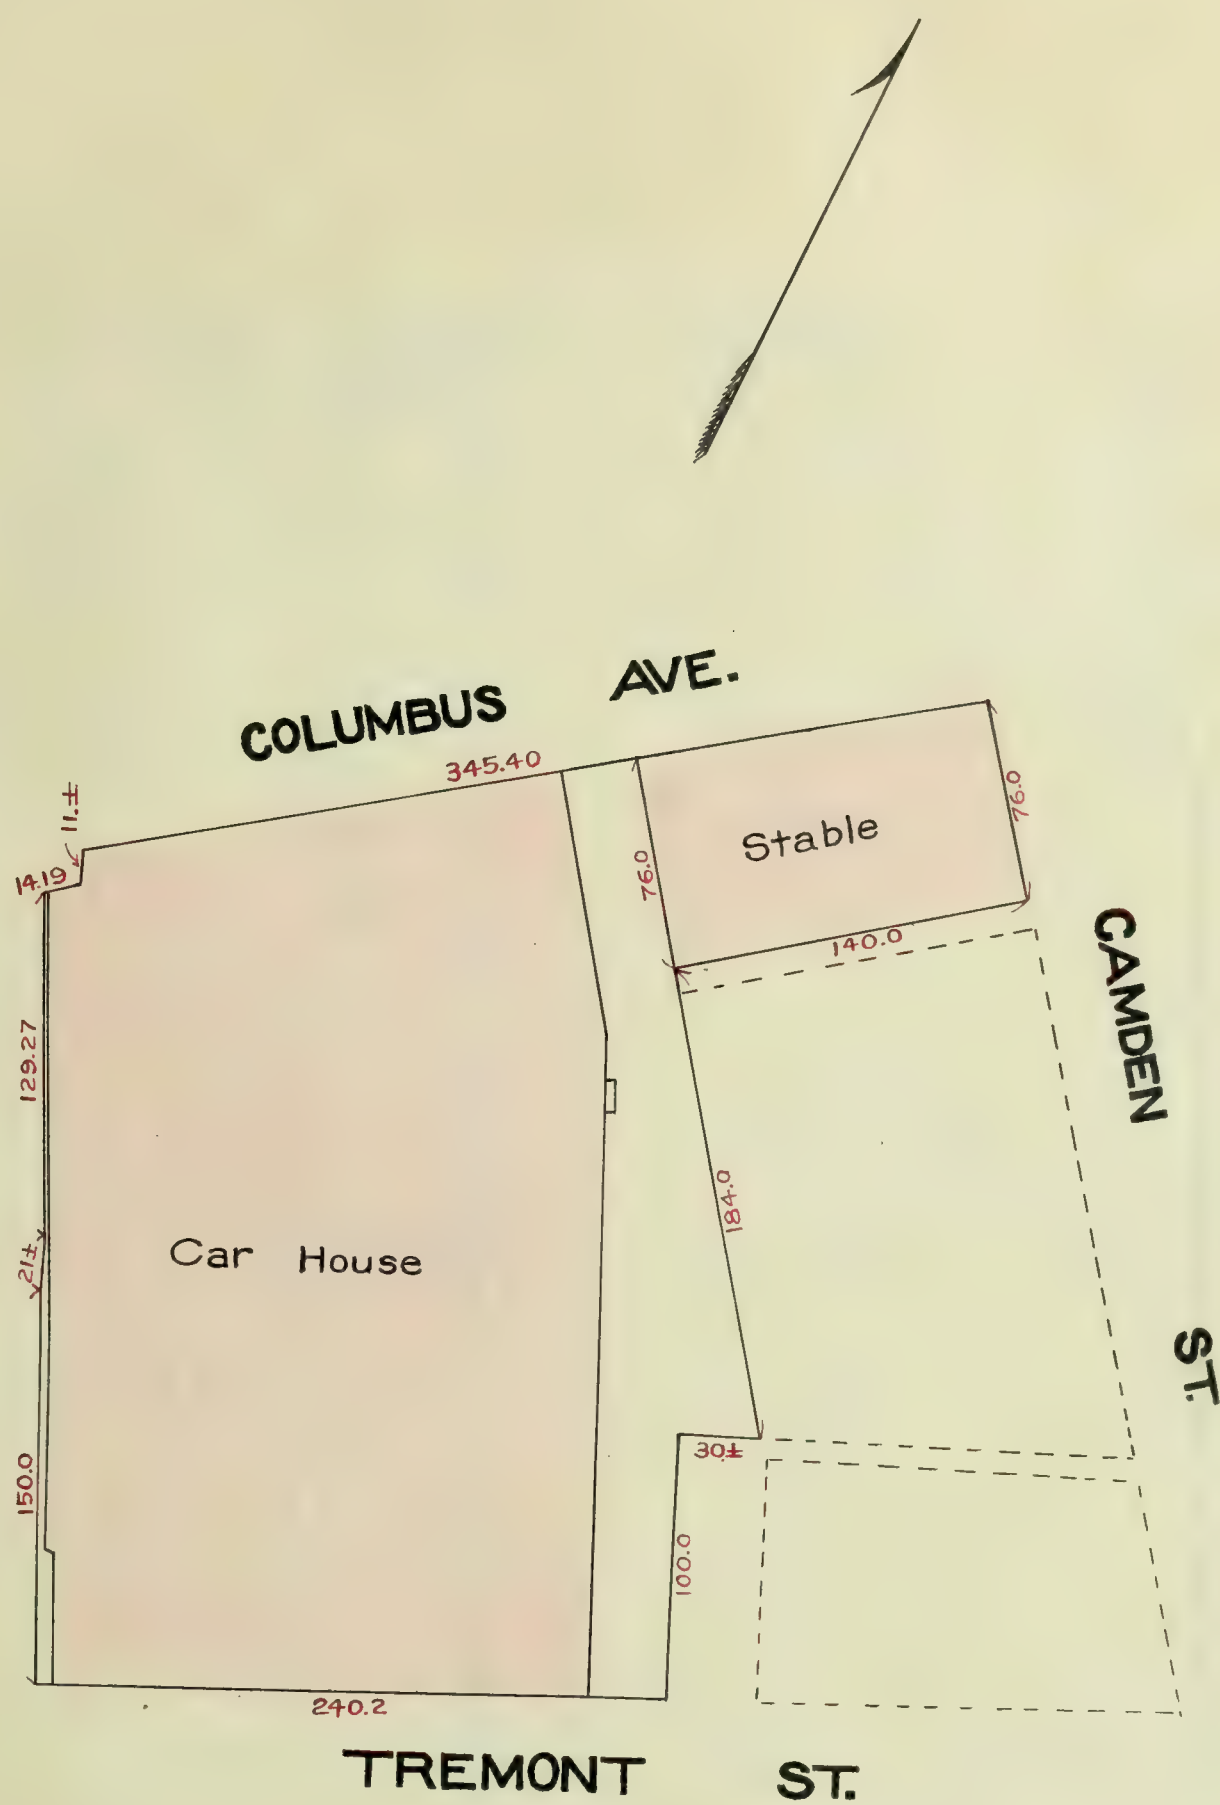 COLUMBUS AVE.
345.40
11.±
14.19
76.0
Stable
76.0
140.0
CAMDEN ST.
129.27
184.0
21±
Car House
150.0
30±
100.0
240.2
TREMONT ST.